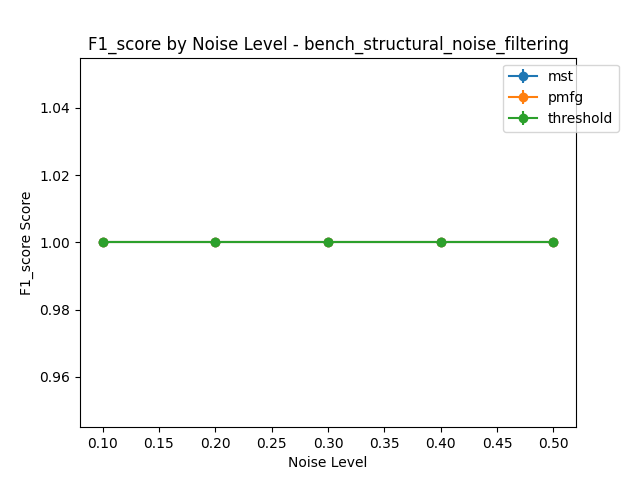 F1_score by Noise Level - bench_structural_noise_filtering
mst
pmfg
threshold
1.04
1.02
1.00
0.98
0.96
F1_score Score
0.10 0.15 0.20 0.25 0.30 0.35 0.40 0.45 0.50
Noise Level